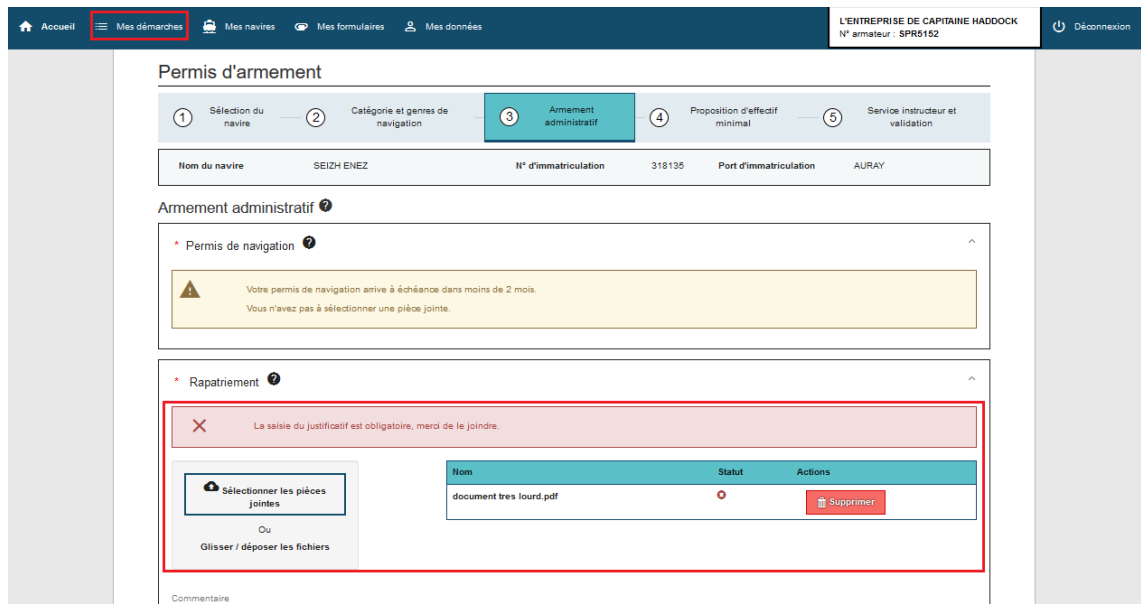 Accueil
Mes démarches
Mes navires
Mes formulaires
Mes données
L'ENTREPRISE DE CAPITAINE HADDOCK
N° armateur : SPR5152
Déconnexion
Permis d'armement
1 Sélection du navire
2 Catégorie et genres de navigation
3 Armement administratif
4 Proposition d'effectif minimal
5 Service instructeur et validation
Nom du navire SEIZH ENEZ N° d'immatriculation 318135 Port d'immatriculation AURAY
Armement administratif ?
* Permis de navigation ?
Votre permis de navigation arrive à échéance dans moins de 2 mois.
Vous n'avez pas à sélectionner une pièce jointe.
* Rapatriement ?
La saisie du justificatif est obligatoire, merci de le joindre.
Sélectionner les pièces
jointes
Ou
Glisser / déposer les fichiers
Nom Statut Actions
document tres lourd.pdf Supprimer
Commentaire